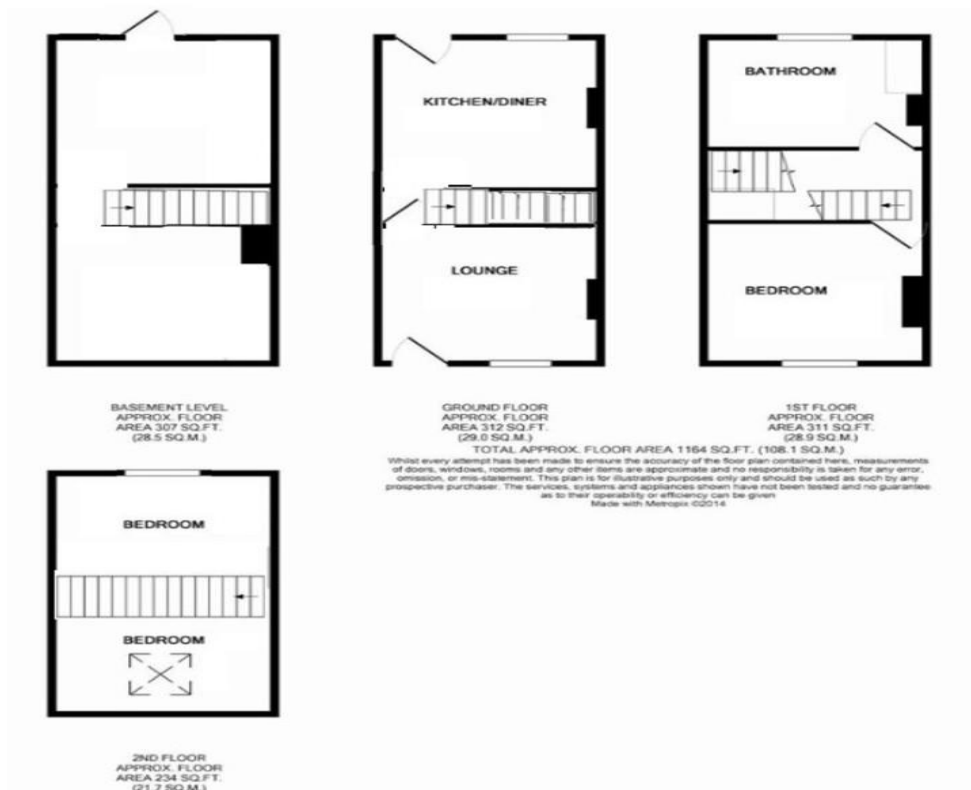 KITCHEN/DINER
LOUNGE
BATHROOM
BEDROOM
BASEMENT LEVEL
APPROX. FLOOR
AREA 307 SQ.FT.
(28.5 SQ.M.)
GROUND FLOOR
APPROX. FLOOR
AREA 312 SQ.FT.
(29.0 SQ.M.)
1ST FLOOR
APPROX. FLOOR
AREA 311 SQ.FT.
(28.9 SQ.M.)
TOTAL APPROX. FLOOR AREA 1164 SQ.FT. (108.1 SQ.M.)
Whilst every attempt has been made to ensure the accuracy of the floor plan contained here, measurements
of doors, windows, rooms and any other items are approximate and no responsibility is taken for any error,
omission, or mis-statement. This plan is for illustrative purposes only and should be used as such by any
prospective purchaser. The services, systems and appliances shown have not been tested and no guarantee
as to their operability or efficiency can be given
Made with Metropix ©2014
BEDROOM
BEDROOM
2ND FLOOR
APPROX. FLOOR
AREA 234 SQ.FT.
(21.7 SQ.M.)